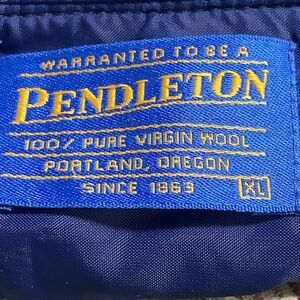 WARRANTED TO BE A
PENDLETON
100% PURE VIRGIN WOOL
PORTLAND, OREGON
SINCE 1863 XL